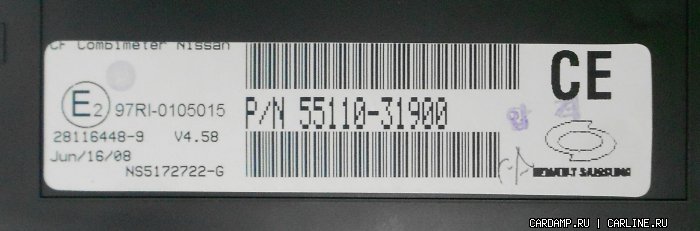 CF Combimeter Nissan
E2 97RI-0105015
28116448-9 V4.58
Jun/16/08
NS5172722-G
P/N 55110-31900
CE
RENAULT SAMSUNG
CARDAMP.RU | CARLINE.RU